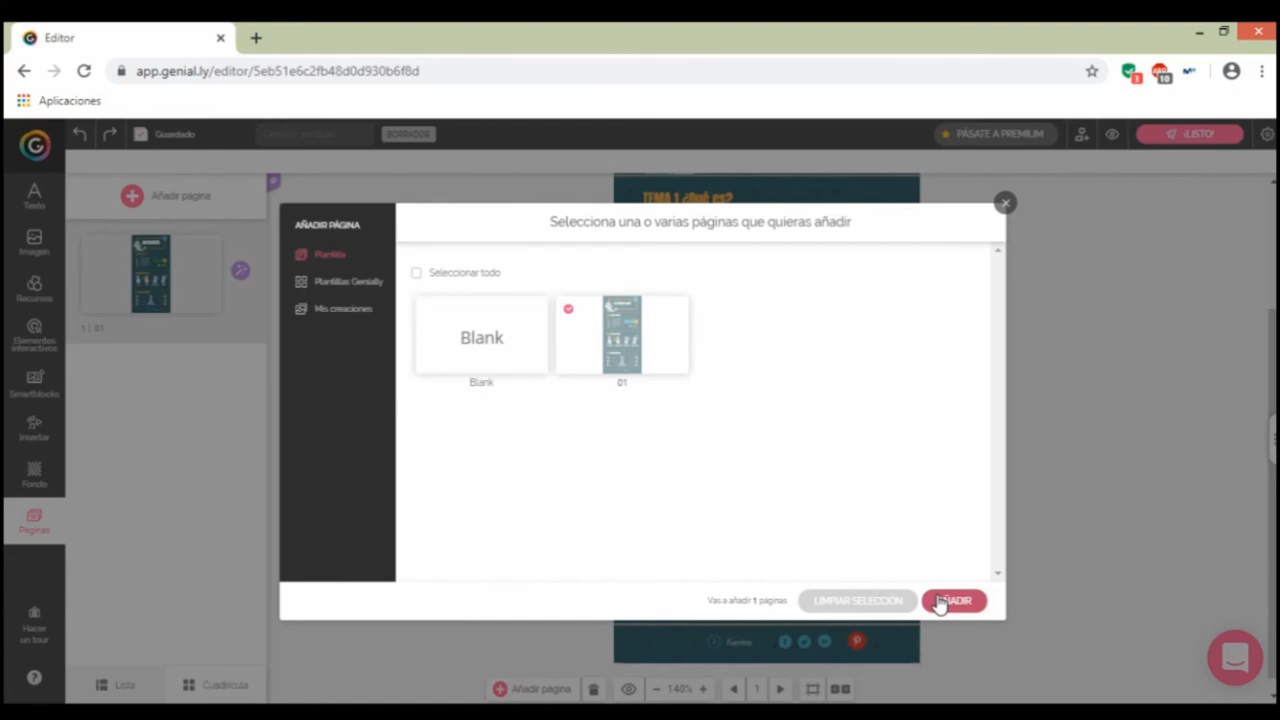 Editor
app.genial.ly/editor/5eb51e6c2fb48d0d930b6f8d
3
10
Aplicaciones
Guardado
BORRADOR
PÁSATE A PREMIUM
¡LISTO!
Texto
Imagen
Recursos
Elementos
interactivos
Smartblocks
Insertar
Fondo
Páginas
Hacer
un tour
Añadir página
1 | 01
Lista
Cuadrícula
TEMA 1 ¿Qué es?
AÑADIR PÁGINA
Plantilla
Plantillas Genially
Mis creaciones
Selecciona una o varias páginas que quieras añadir
Seleccionar todo
Blank
Blank
01
Vas a añadir 1 páginas
LIMPIAR SELECCIÓN
AÑADIR
Fuentes
Añadir página
140%
1